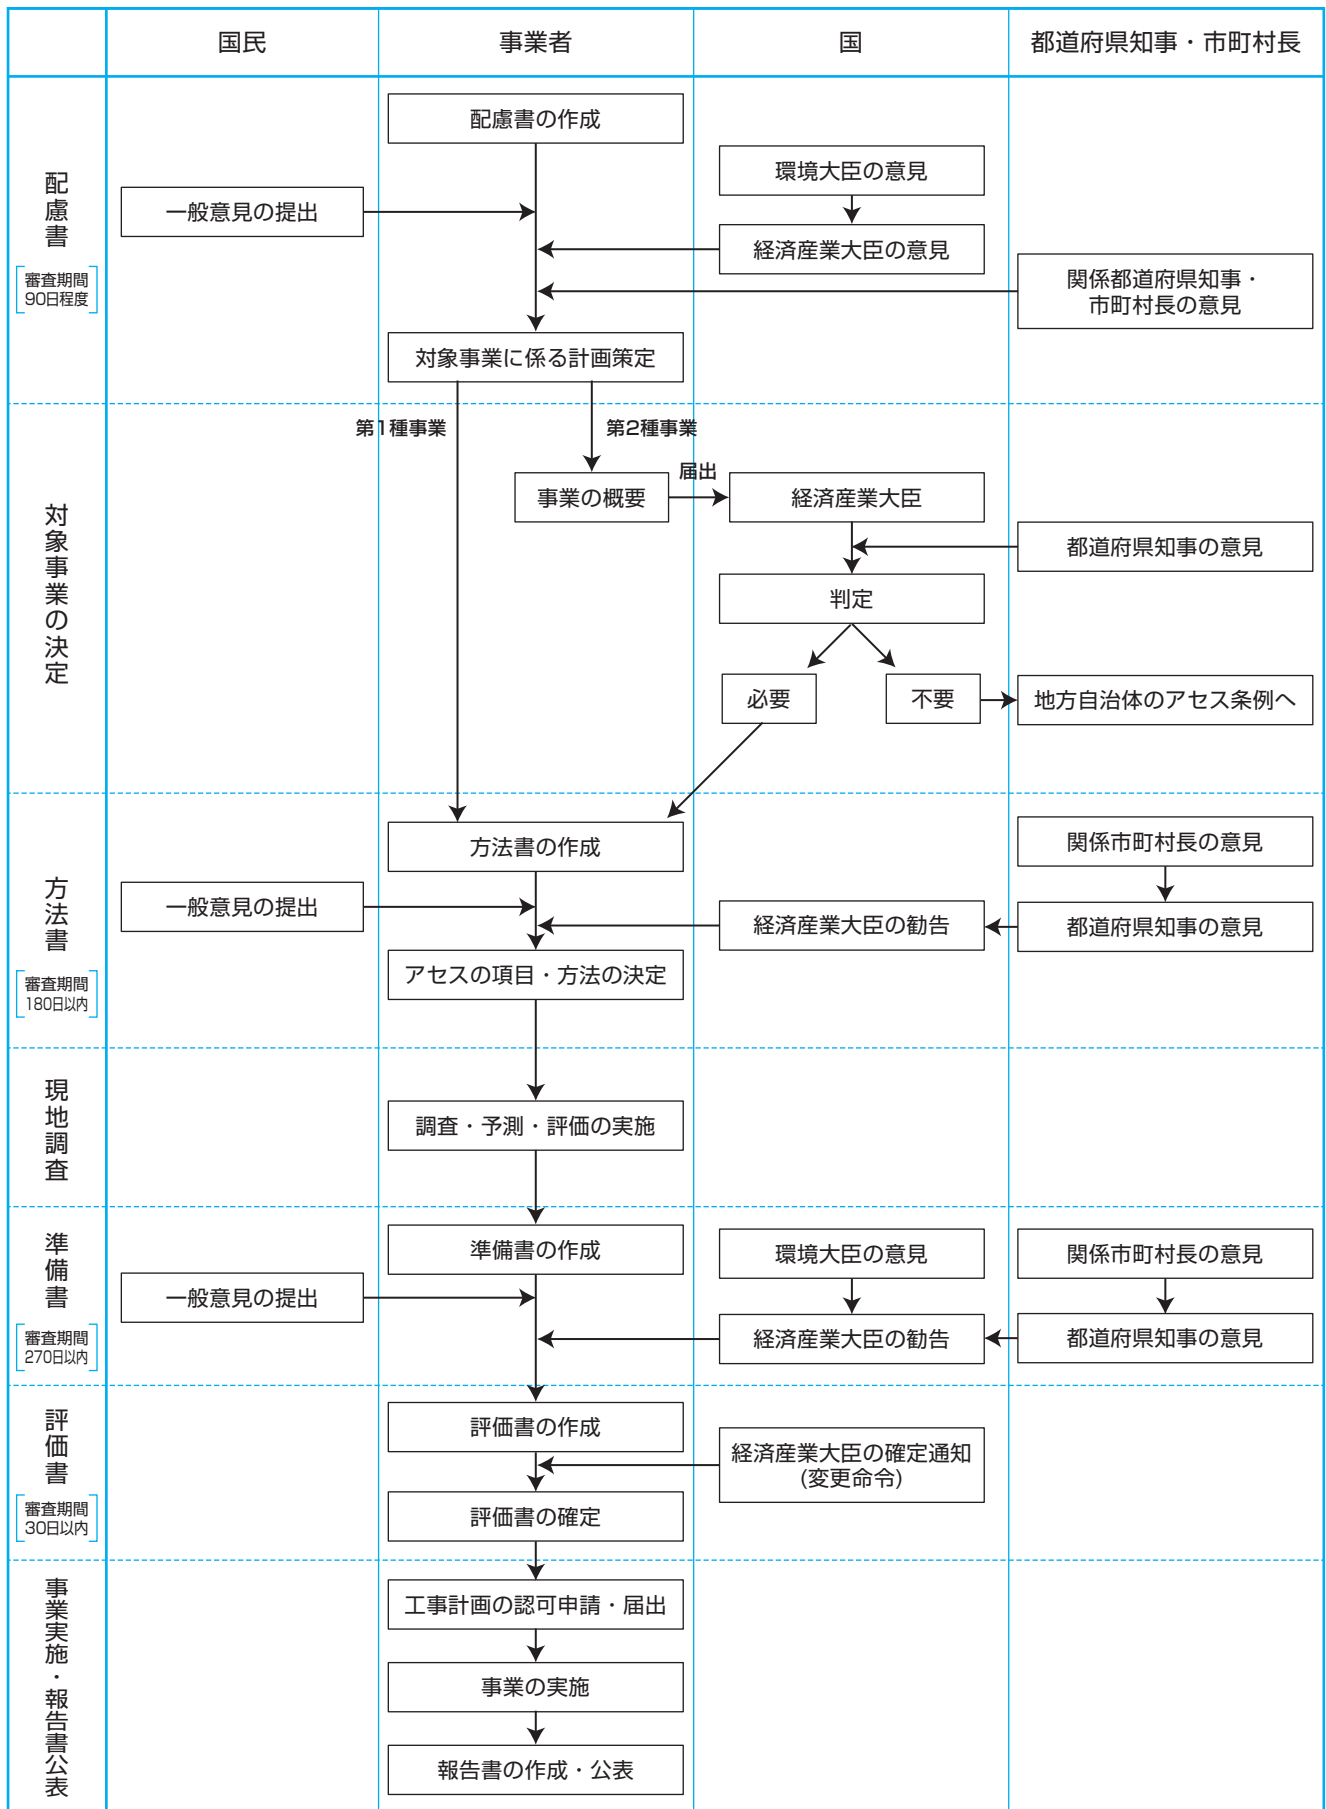 国民
事業者
国
都道府県知事・市町村長
配慮書
審査期間
90日程度
配慮書の作成
環境大臣の意見
一般意見の提出
経済産業大臣の意見
関係都道府県知事・
市町村長の意見
対象事業に係る計画策定
対象事業の決定
第1種事業
第2種事業
届出
事業の概要
経済産業大臣
都道府県知事の意見
判定
必要
不要
地方自治体のアセス条例へ
方法書
審査期間
180日以内
方法書の作成
関係市町村長の意見
一般意見の提出
経済産業大臣の勧告
都道府県知事の意見
アセスの項目・方法の決定
現地調査
調査・予測・評価の実施
準備書
審査期間
270日以内
準備書の作成
環境大臣の意見
関係市町村長の意見
一般意見の提出
経済産業大臣の勧告
都道府県知事の意見
評価書
審査期間
30日以内
評価書の作成
経済産業大臣の確定通知
(変更命令)
評価書の確定
事業実施・報告書公表
工事計画の認可申請・届出
事業の実施
報告書の作成・公表